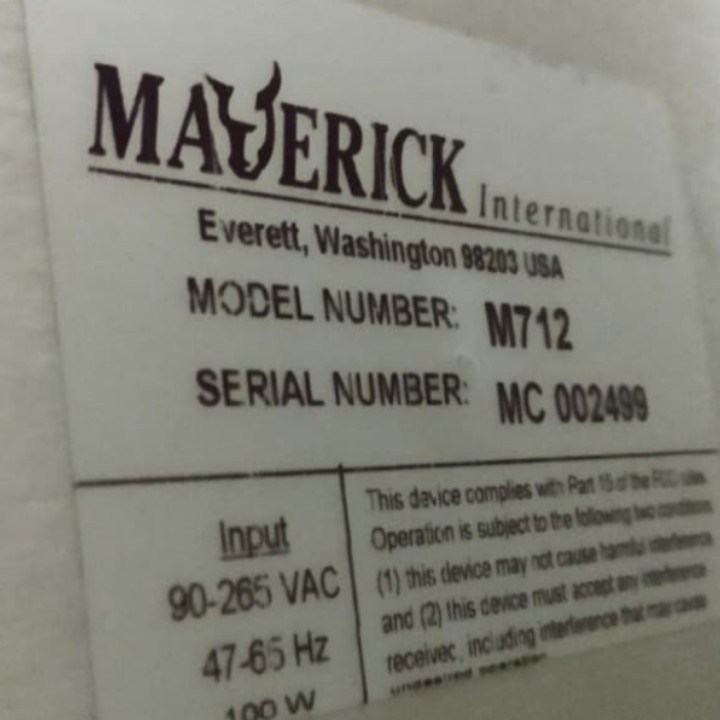 MAVERICK International
Everett, Washington 98203 USA
MODEL NUMBER: M712
SERIAL NUMBER: MC 002499
Input
90-265 VAC
47-65 Hz
100 W
This device complies with Part 15 of the FCC rules.
Operation is subject to the following two conditions
(1) this device may not cause harmful interference
and (2) this device must accept any interference
received, including interference that may cause
undesired operation